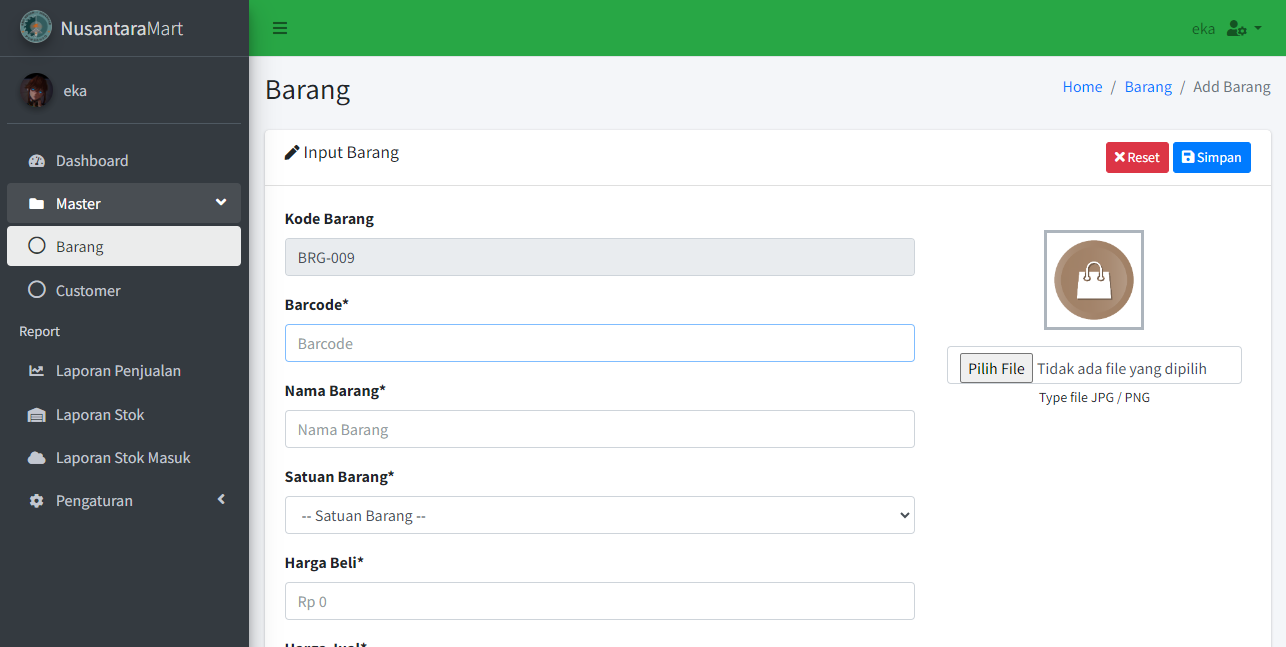 NusantaraMart
eka
eka
Dashboard
Master
Barang
Customer
Report
Laporan Penjualan
Laporan Stok
Laporan Stok Masuk
Pengaturan
Barang
Home / Barang / Add Barang
Input Barang
Reset
Simpan
Kode Barang
BRG-009
Barcode*
Barcode
Nama Barang*
Nama Barang
Satuan Barang*
-- Satuan Barang --
Harga Beli*
Rp 0
Harga Jual*
Pilih File Tidak ada file yang dipilih
Type file JPG / PNG